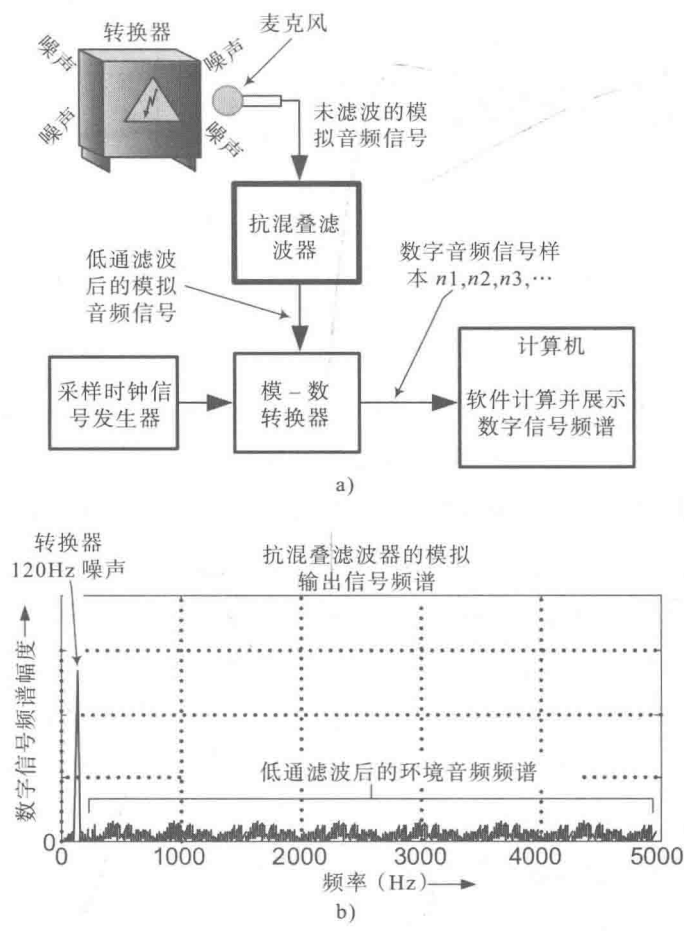 转换器
麦克风
噪声
噪声
噪声
噪声
未滤波的模
拟音频信号
抗混叠滤
波器
低通滤波
后的模拟
音频信号
数字音频信号样
本 n1,n2,n3,…
采样时钟信
号发生器
模－数
转换器
计算机
软件计算并展示
数字信号频谱
a)
转换器
120Hz 噪声
抗混叠滤波器的模拟
输出信号频谱
数字信号频谱幅度
低通滤波后的环境音频频谱
0
0
1000
2000
3000
4000
5000
频率（Hz）
b)